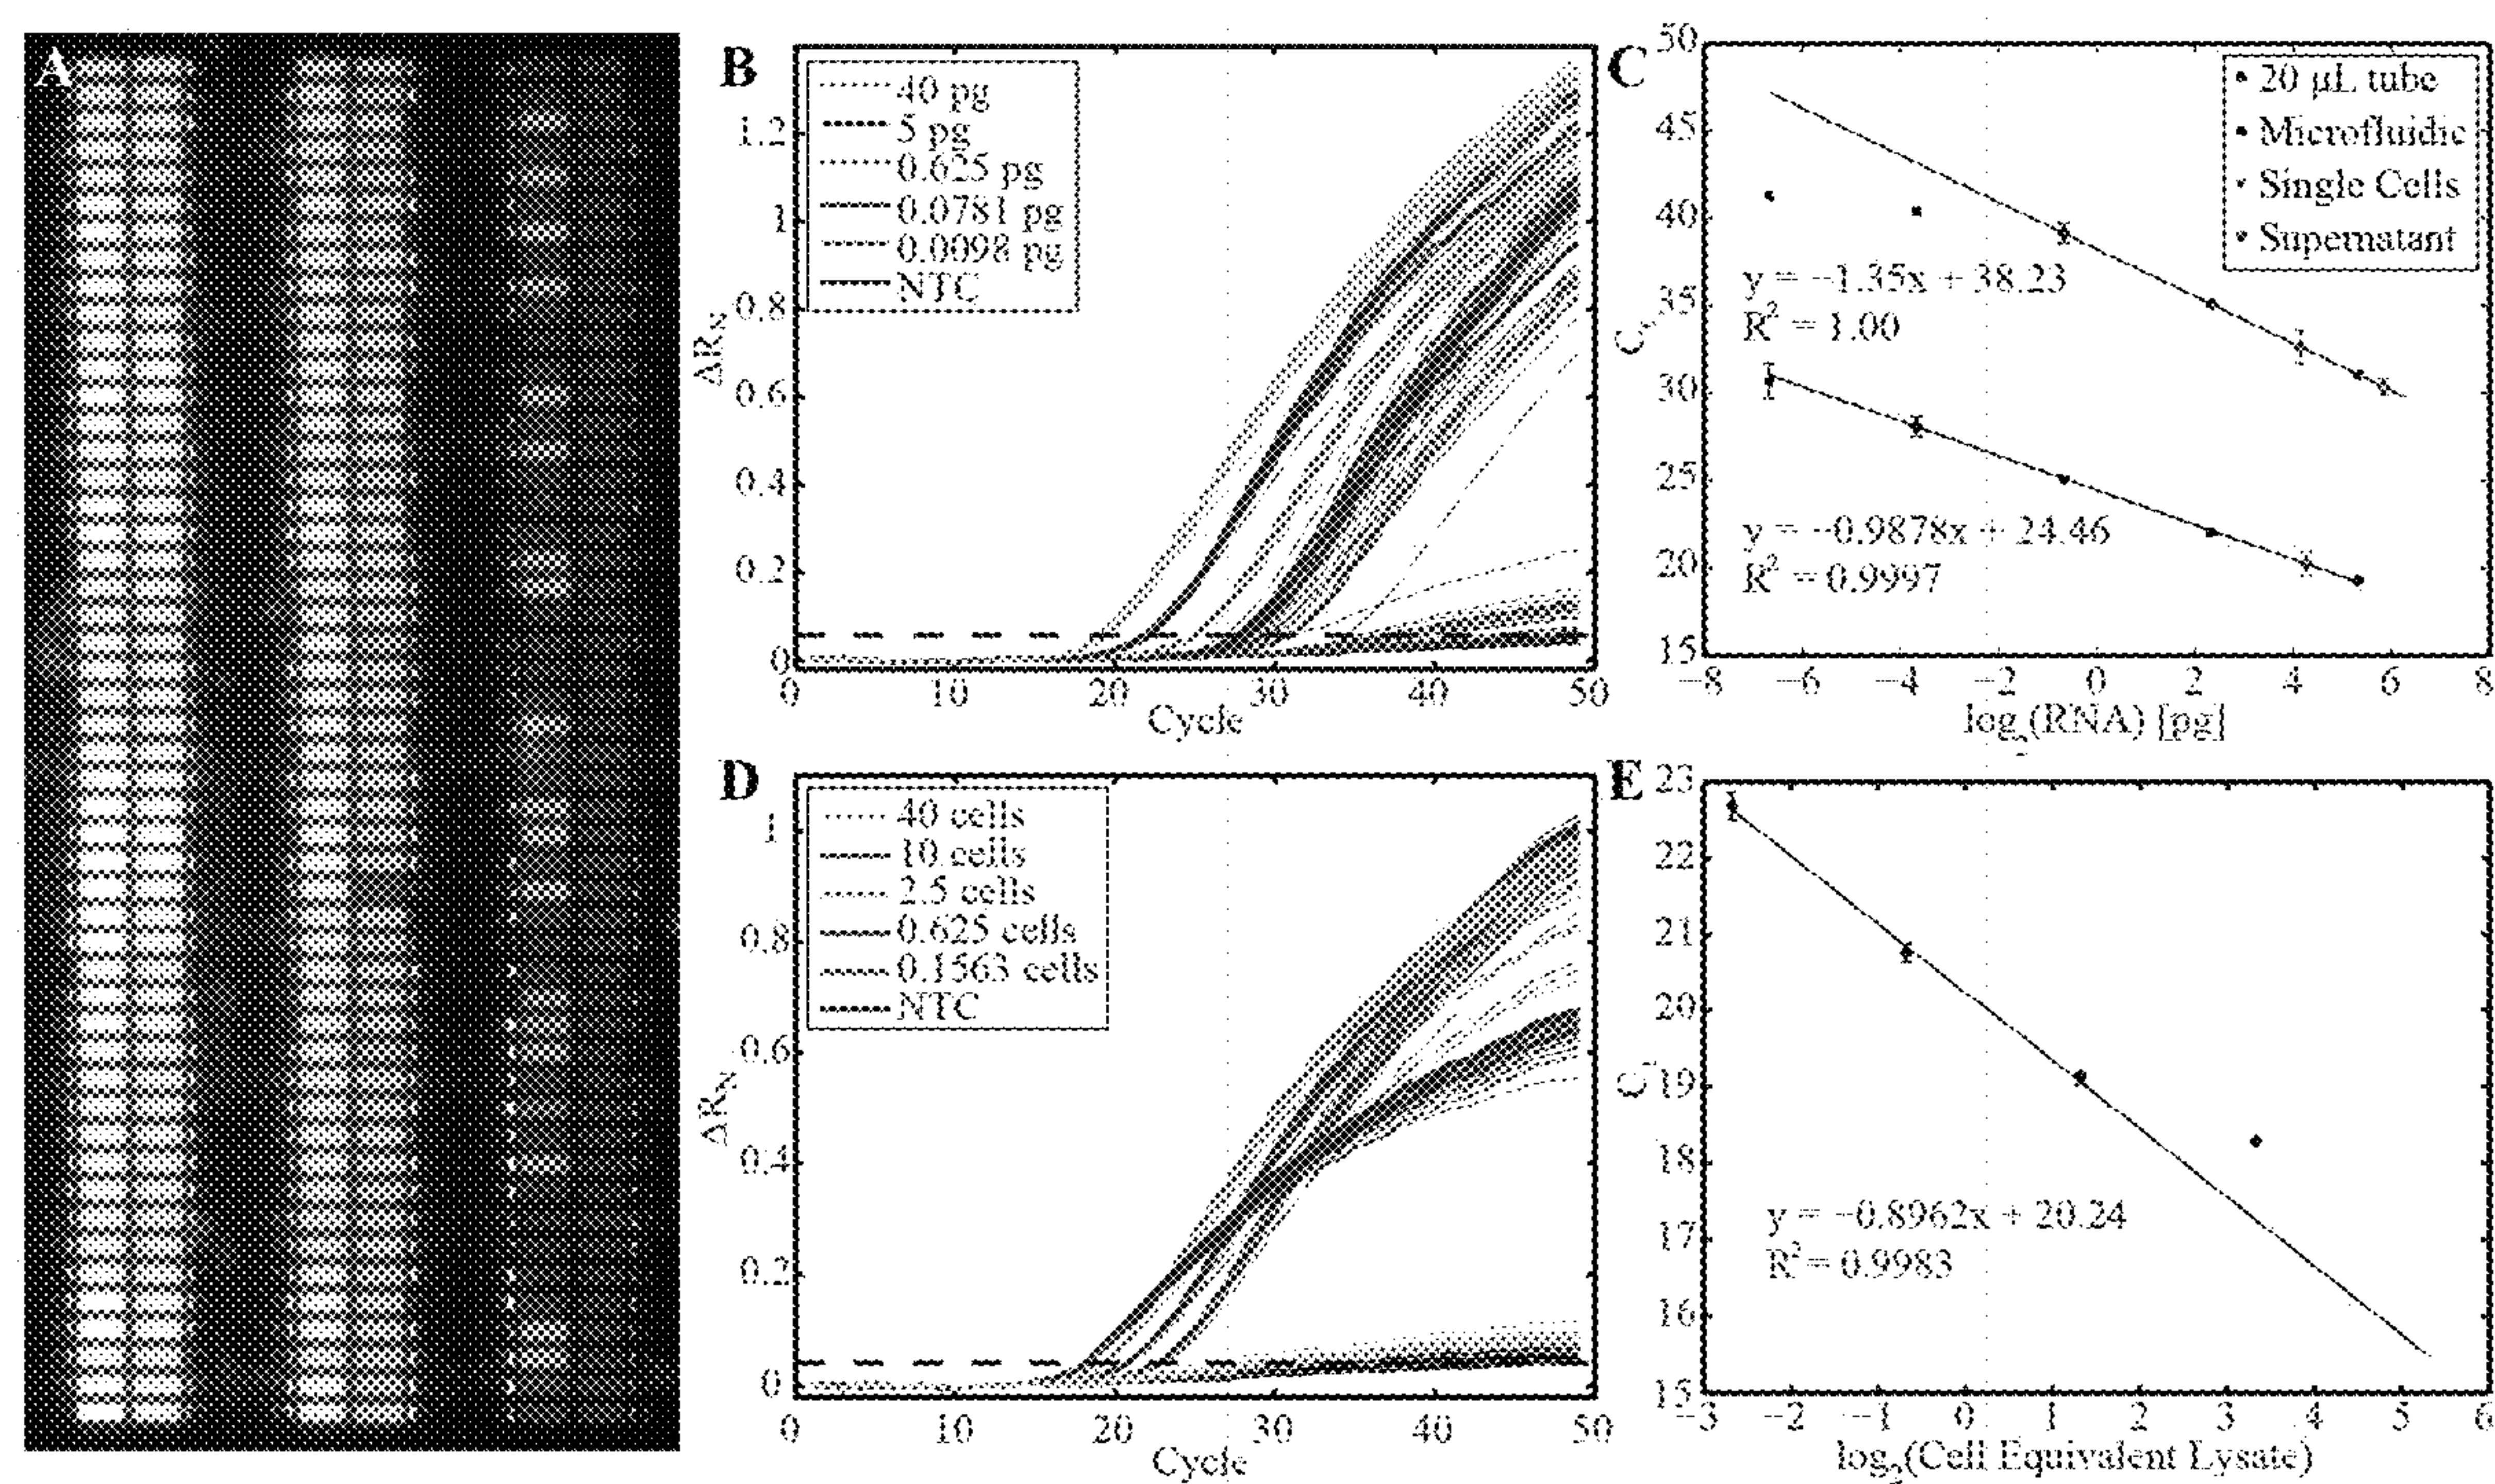 A
B
40 pg
5 pg
0.625 pg
0.0781 pg
0.0098 pg
NTC
1.2
1
0.8
0.6
0.4
0.2
0
ΔR_N
0 10 20 30 40 50
Cycle
C
20 μL tube
Microfluidic
Single Cells
Supernatant
50
45
40
35
30
25
20
15
y = −1.35x + 38.23
R² = 1.00
y = −0.9878x + 24.46
R² = 0.9997
−8 −6 −4 −2 0 2 4 6 8
log₂(RNA) [pg]
D
40 cells
10 cells
2.5 cells
0.625 cells
0.1563 cells
NTC
1
0.8
0.6
0.4
0.2
0
ΔR_N
0 10 20 30 40 50
Cycle
E
23
22
21
20
19
18
17
16
15
y = −0.8962x + 20.24
R² = 0.9983
−3 −2 −1 0 1 2 3 4 5 6
log₂(Cell Equivalent Lysate)